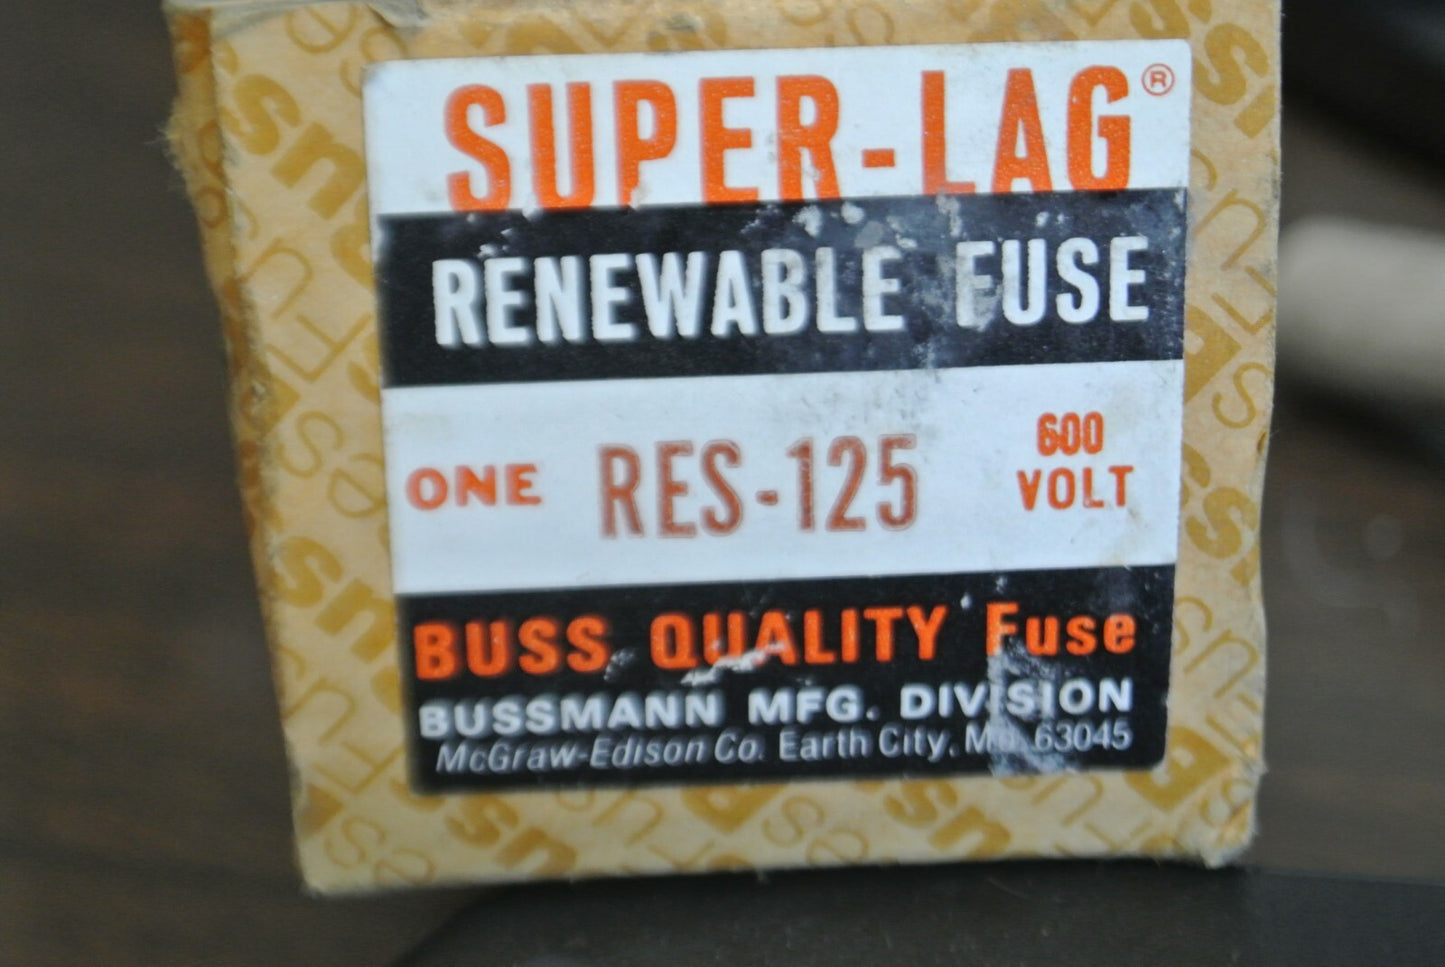 SUPER-LAG®
RENEWABLE FUSE
ONE RES-125 600 VOLT
BUSS QUALITY Fuse
BUSSMANN MFG. DIVISION
McGraw-Edison Co. Earth City, Mo. 63045